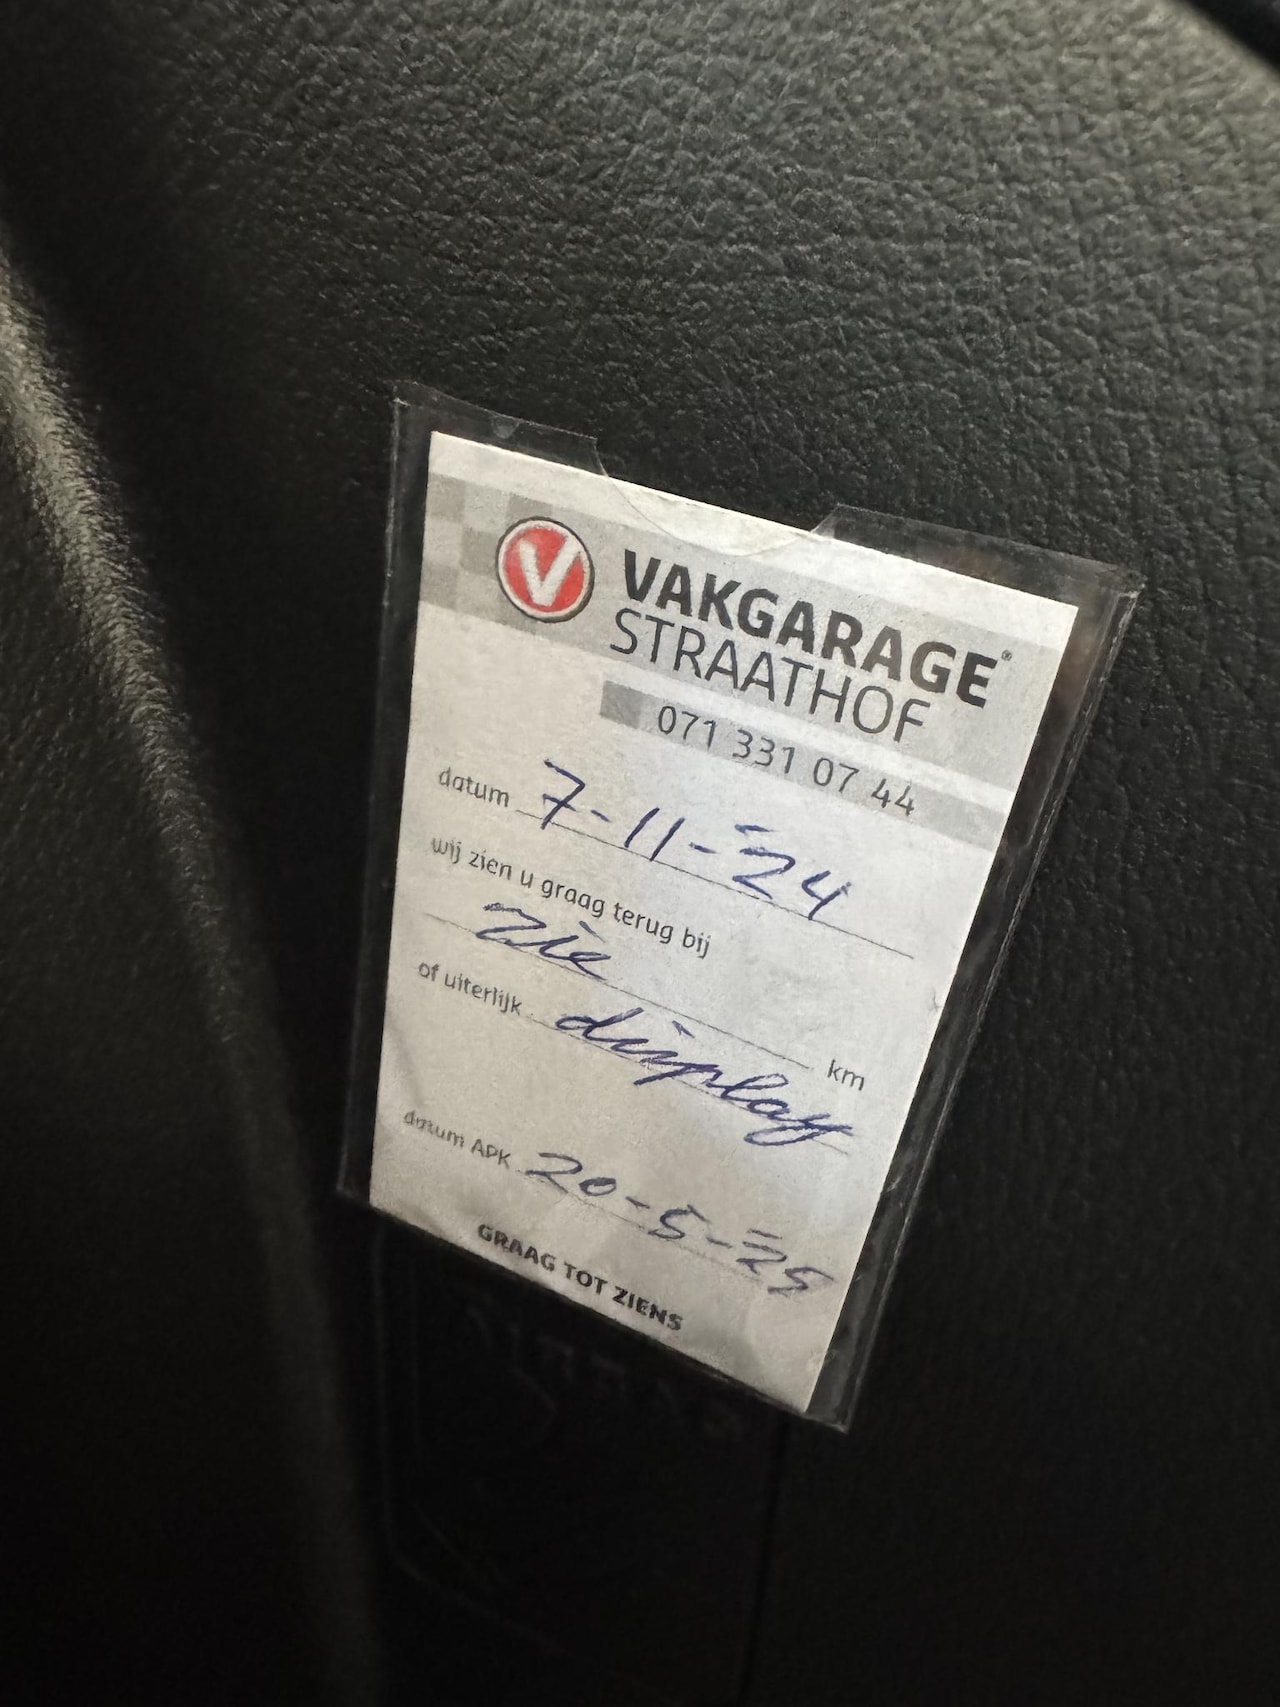 V VAKGARAGE®
STRAATHOF
071 331 07 44
datum 7-11-'24
wij zien u graag terug bij
Zie km
of uiterlijk display
datum APK 20-5-'25
GRAAG TOT ZIENS